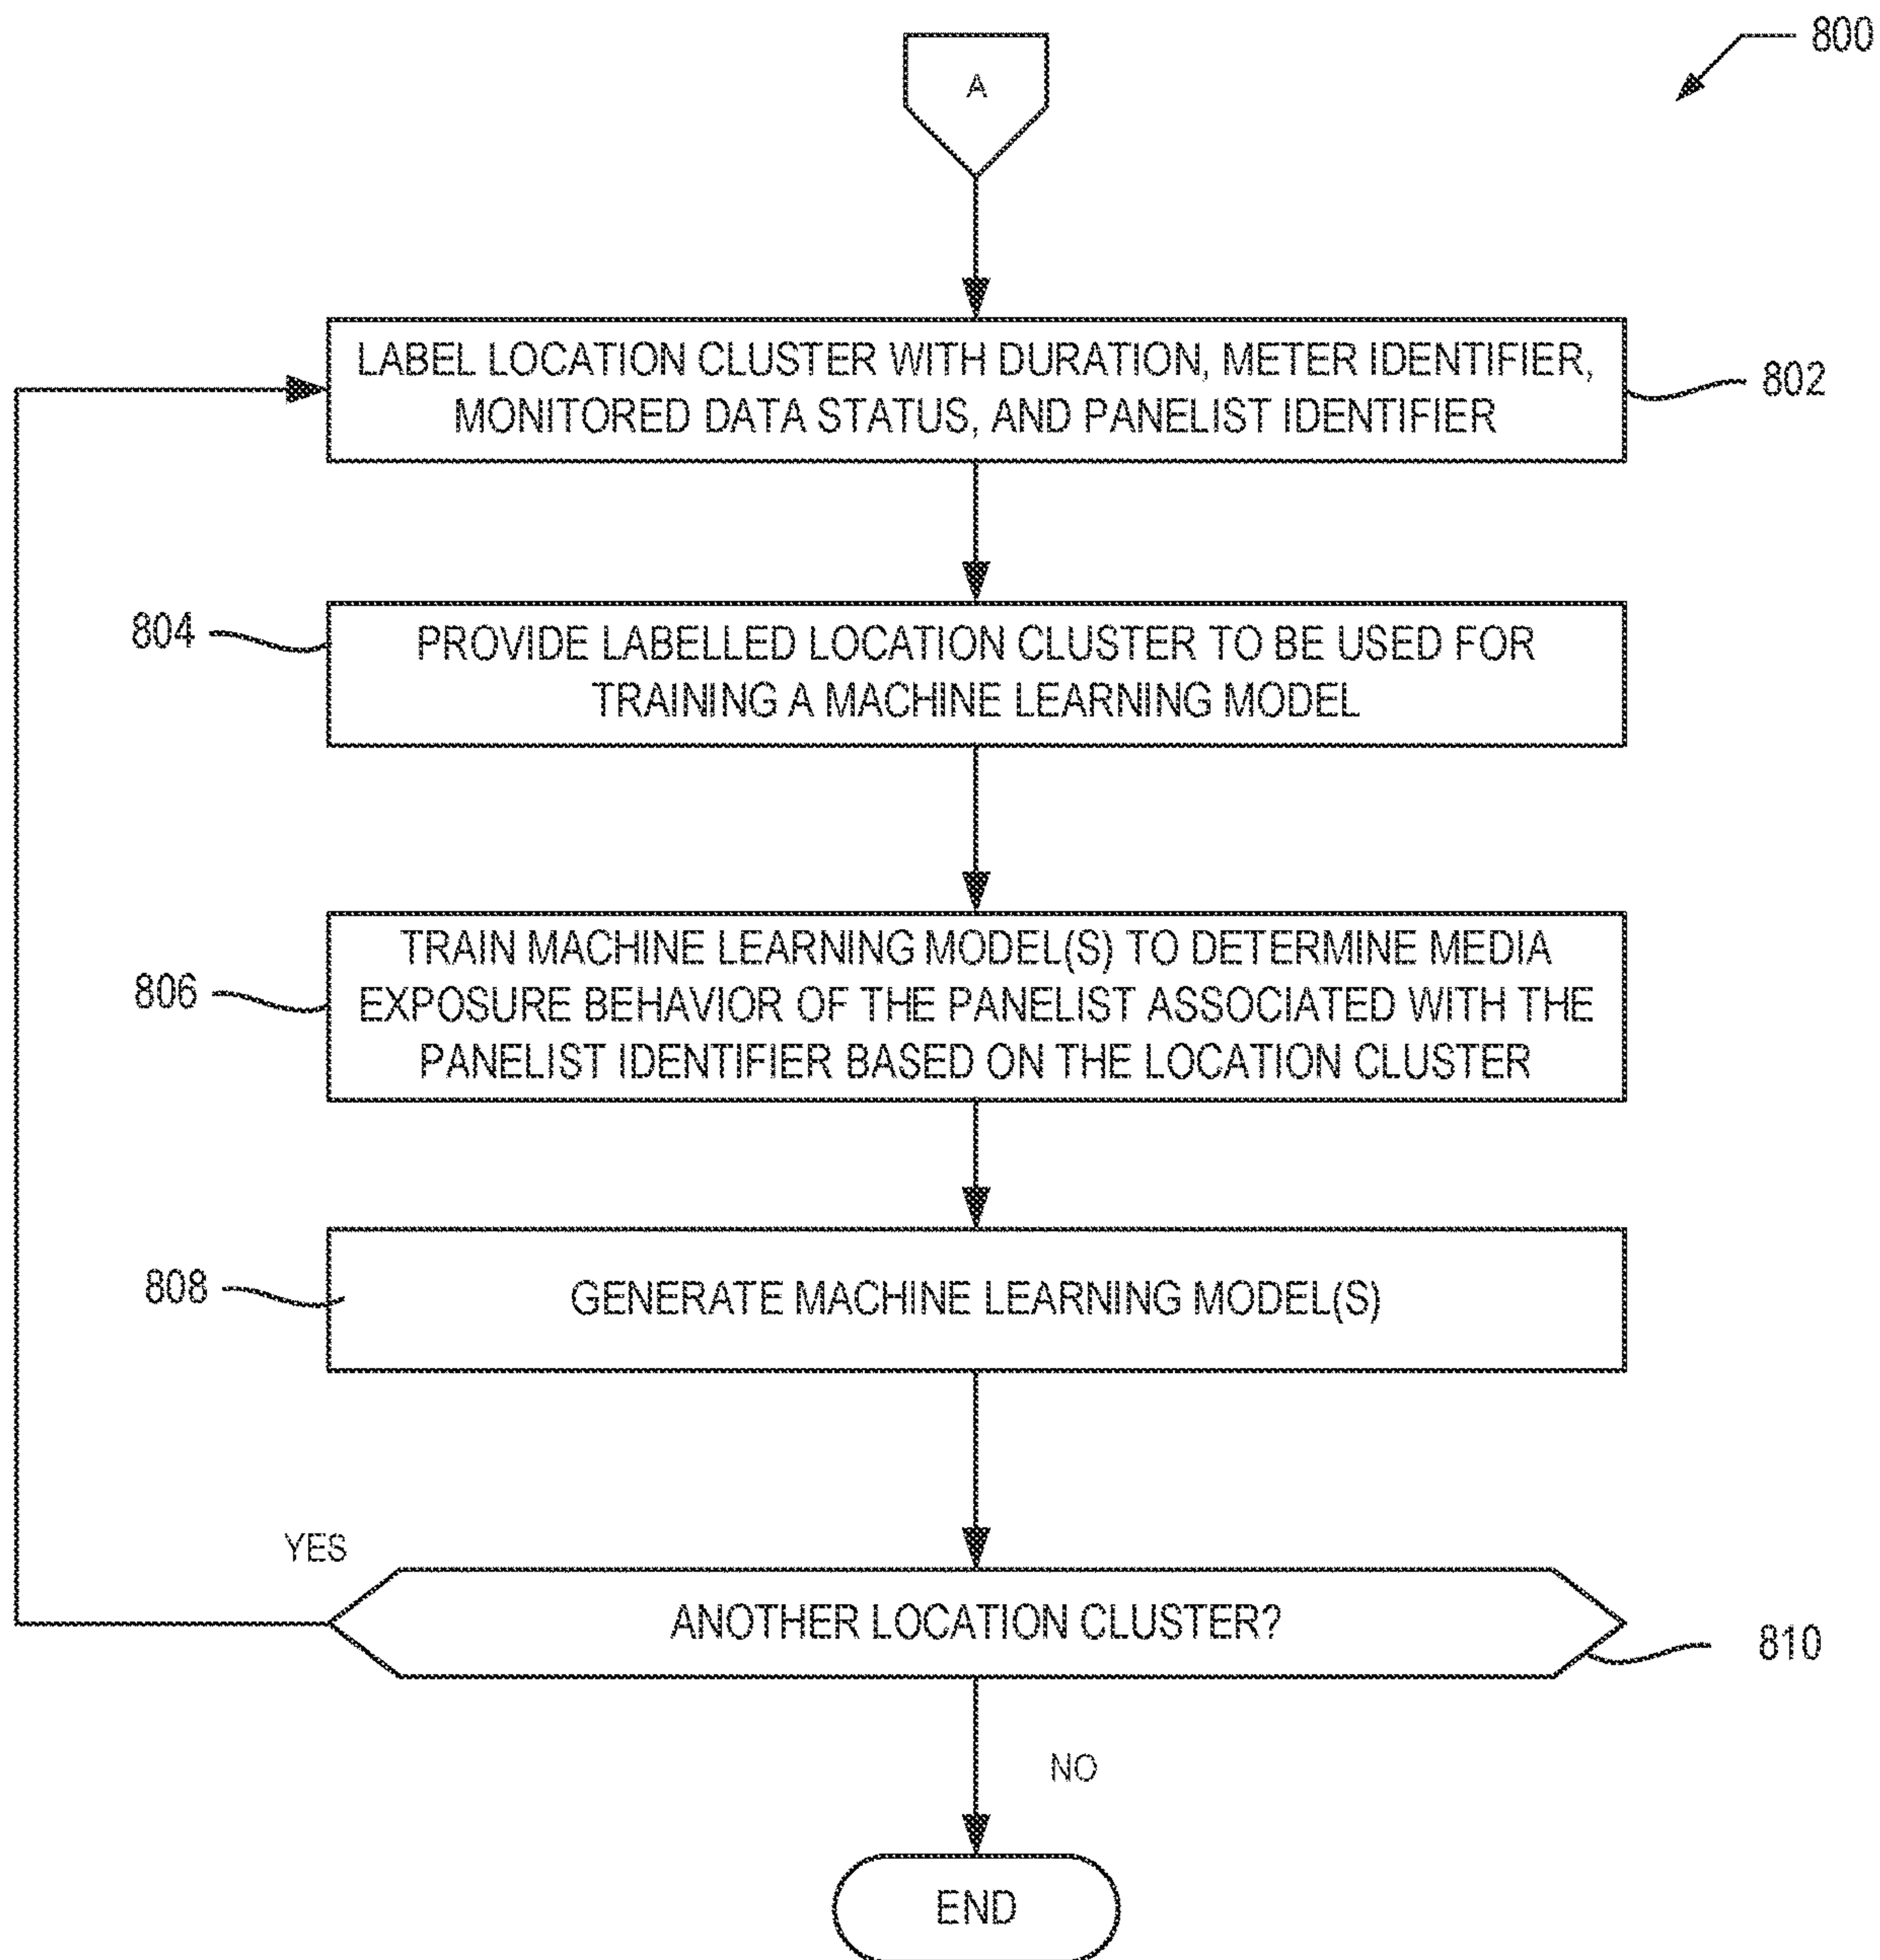 800
A
LABEL LOCATION CLUSTER WITH DURATION, METER IDENTIFIER,
MONITORED DATA STATUS, AND PANELIST IDENTIFIER
802
804
PROVIDE LABELLED LOCATION CLUSTER TO BE USED FOR
TRAINING A MACHINE LEARNING MODEL
806
TRAIN MACHINE LEARNING MODEL(S) TO DETERMINE MEDIA
EXPOSURE BEHAVIOR OF THE PANELIST ASSOCIATED WITH THE
PANELIST IDENTIFIER BASED ON THE LOCATION CLUSTER
808
GENERATE MACHINE LEARNING MODEL(S)
YES
ANOTHER LOCATION CLUSTER?
810
NO
END